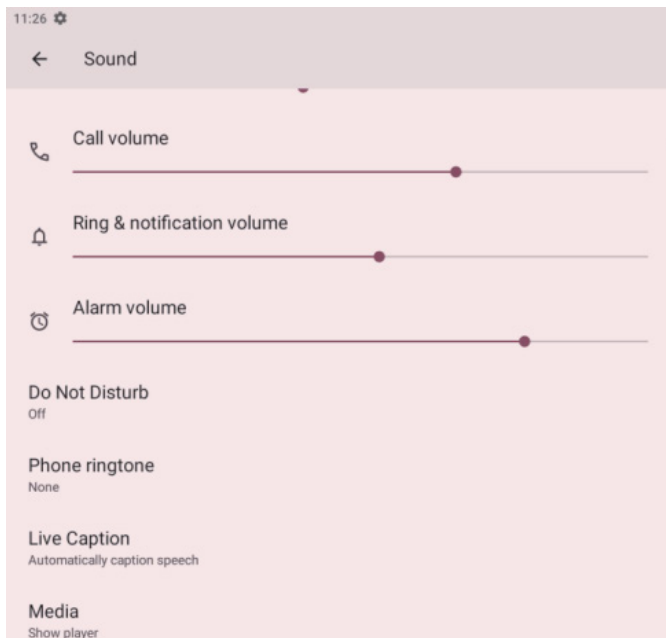 11:26
Sound
Call volume
Ring & notification volume
Alarm volume
Do Not Disturb
Off
Phone ringtone
None
Live Caption
Automatically caption speech
Media
Show player